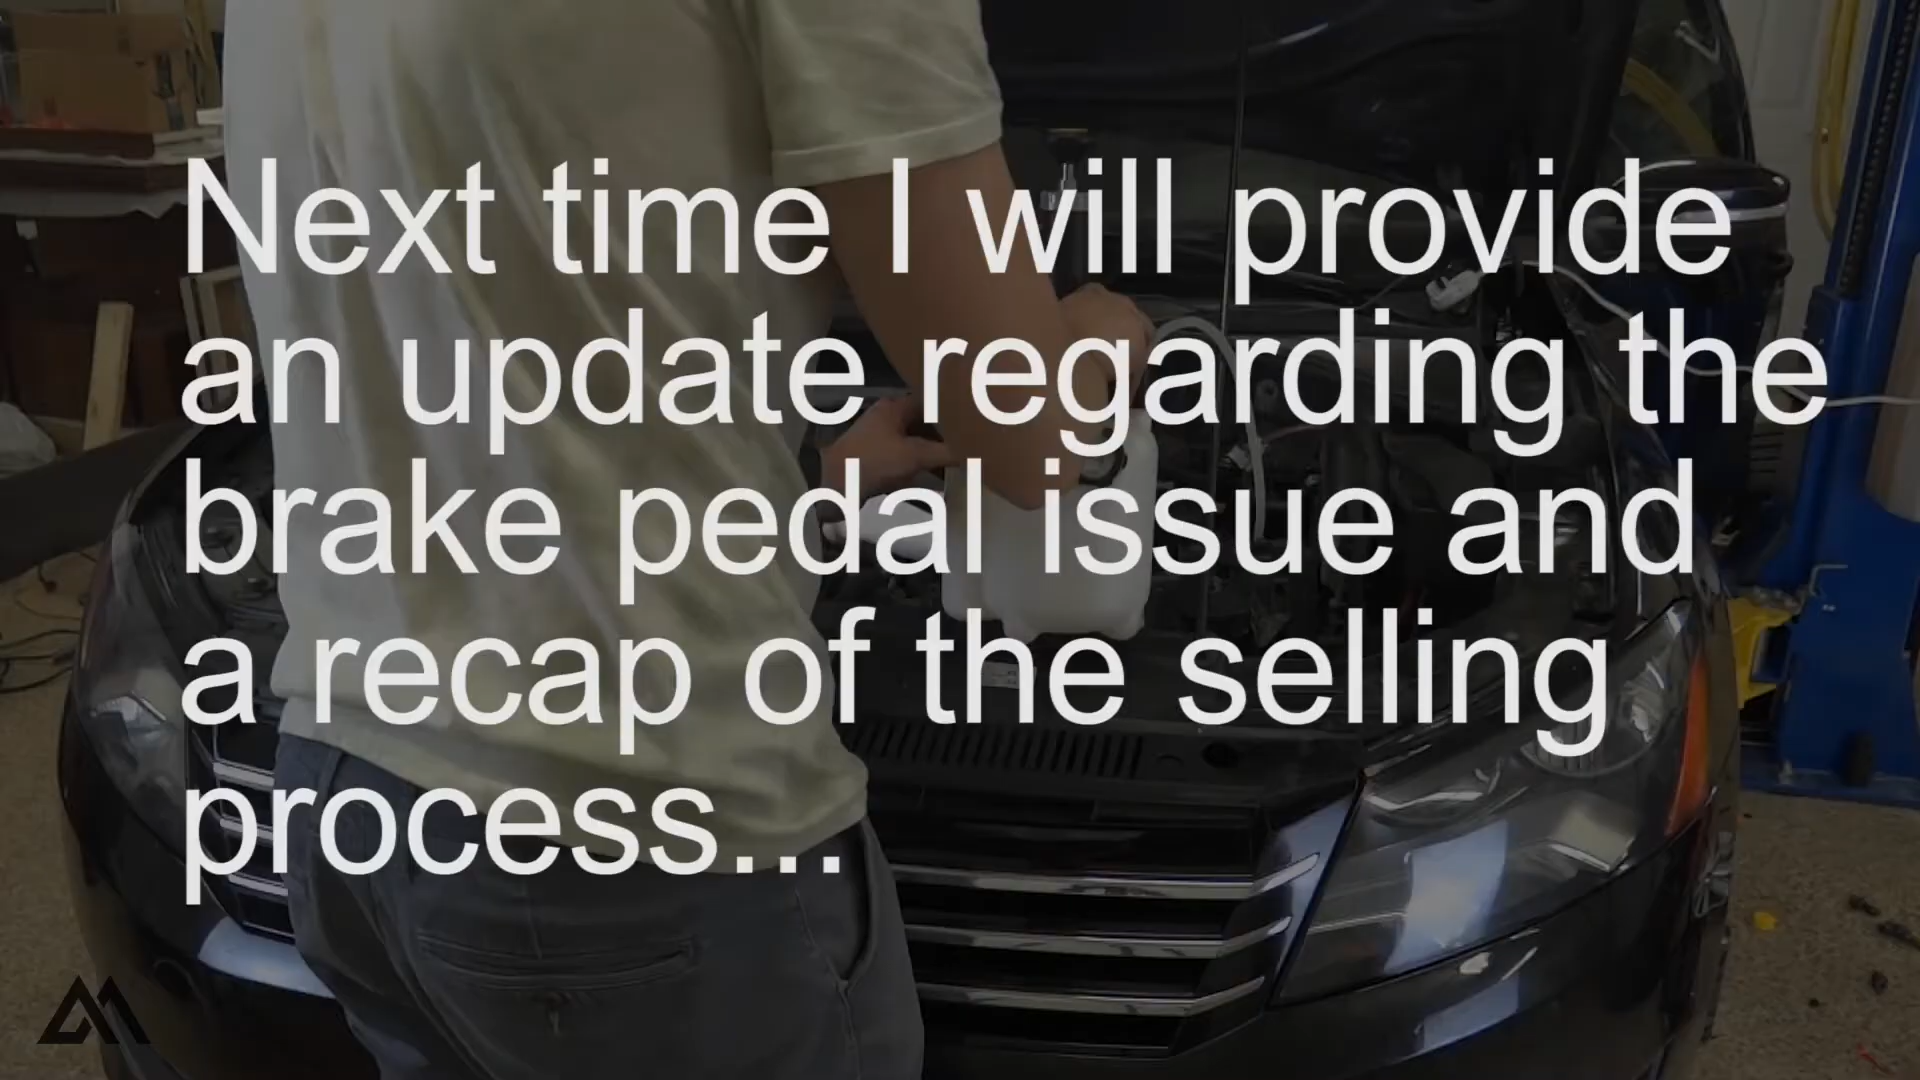 Next time I will provide
an update regarding the
brake pedal issue and
a recap of the selling
process...